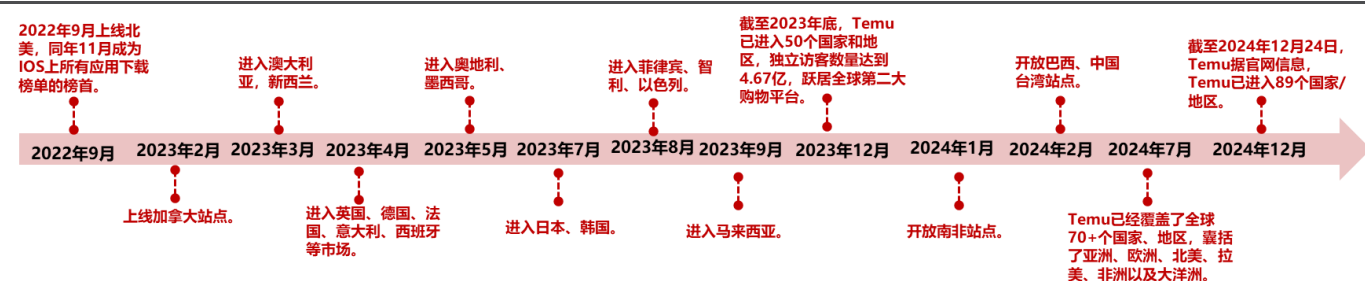 2022年9月上线北
美，同年11月成为
IOS上所有应用下载
榜单的榜首。
进入澳大利
亚，新西兰。
进入奥地利、
墨西哥。
进入菲律宾、智
利、以色列。
截至2023年底，Temu
已进入50个国家和地
区，独立访客数量达到
4.67亿，跃居全球第二大
购物平台。
开放巴西、中国
台湾站点。
截至2024年12月24日，
Temu据官网信息，
Temu已进入89个国家/
地区。
2022年9月
2023年2月
2023年3月
2023年4月
2023年5月
2023年7月
2023年8月
2023年9月
2023年12月
2024年1月
2024年2月
2024年7月
2024年12月
上线加拿大站点。
进入英国、德国、法
国、意大利、西班牙
等市场。
进入日本、韩国。
进入马来西亚。
开放南非站点。
Temu已经覆盖了全球
70+个国家、地区，囊括
了亚洲、欧洲、北美、拉
美、非洲以及大洋洲。